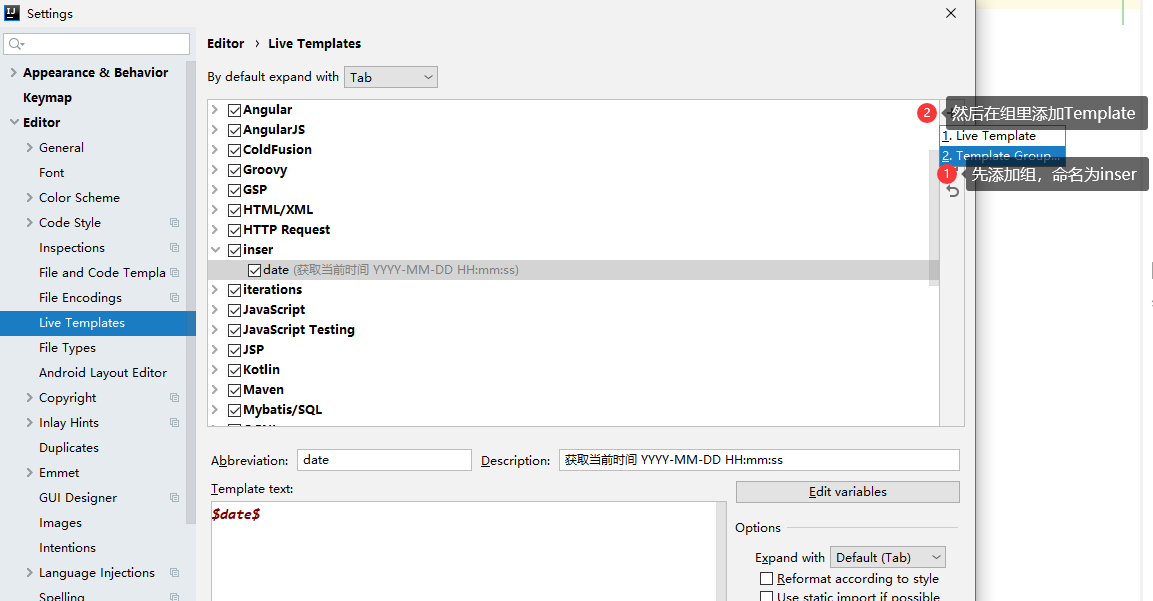 IJ Settings
Editor › Live Templates
By default expand with Tab
Appearance & Behavior
Keymap
Editor
General
Font
Color Scheme
Code Style
Inspections
File and Code Templa
File Encodings
Live Templates
File Types
Android Layout Editor
Copyright
Inlay Hints
Duplicates
Emmet
GUI Designer
Images
Intentions
Language Injections
Spelling
Angular
AngularJS
ColdFusion
Groovy
GSP
HTML/XML
HTTP Request
inser
date (获取当前时间 YYYY-MM-DD HH:mm:ss)
iterations
JavaScript
JavaScript Testing
JSP
Kotlin
Maven
Mybatis/SQL
2 然后在组里添加Template
1. Live Template
2. Template Group...
1 先添加组，命名为inser
Abbreviation: date Description: 获取当前时间 YYYY-MM-DD HH:mm:ss
Template text:
$date$
Edit variables
Options
Expand with Default (Tab)
Reformat according to style
Use static import if possible